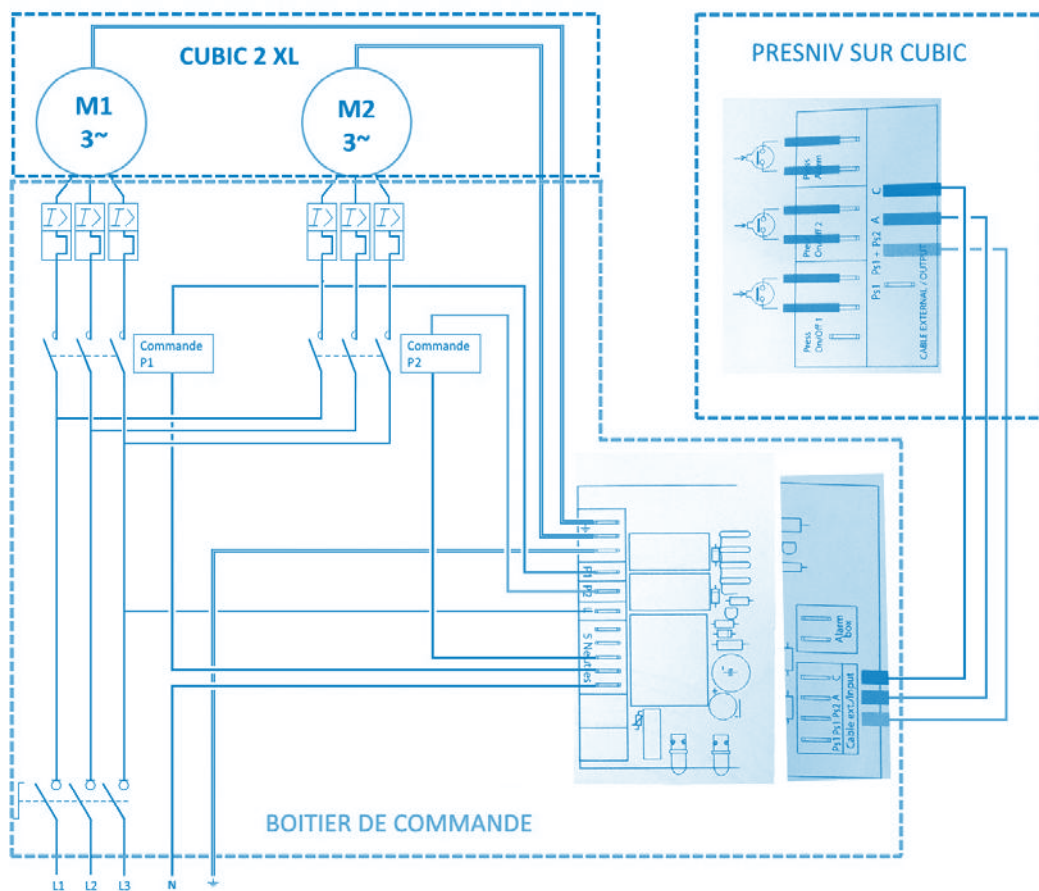 CUBIC 2 XL
M1
3~
M2
3~
PRESNIV SUR CUBIC
Press
Alarm
Press
On/Off 2
Press
On/Off 1
C
A
Ps1 + Ps2
Ps1
CABLE EXTERNAL / OUTPUT
I>
I>
I>
I>
I>
I>
Commande
P1
Commande
P2
P1
P2
L
S Neutres
Alarm
box
C
A
Ps2
Ps1
Ps1
Cable ext./Input
BOITIER DE COMMANDE
L1
L2
L3
N